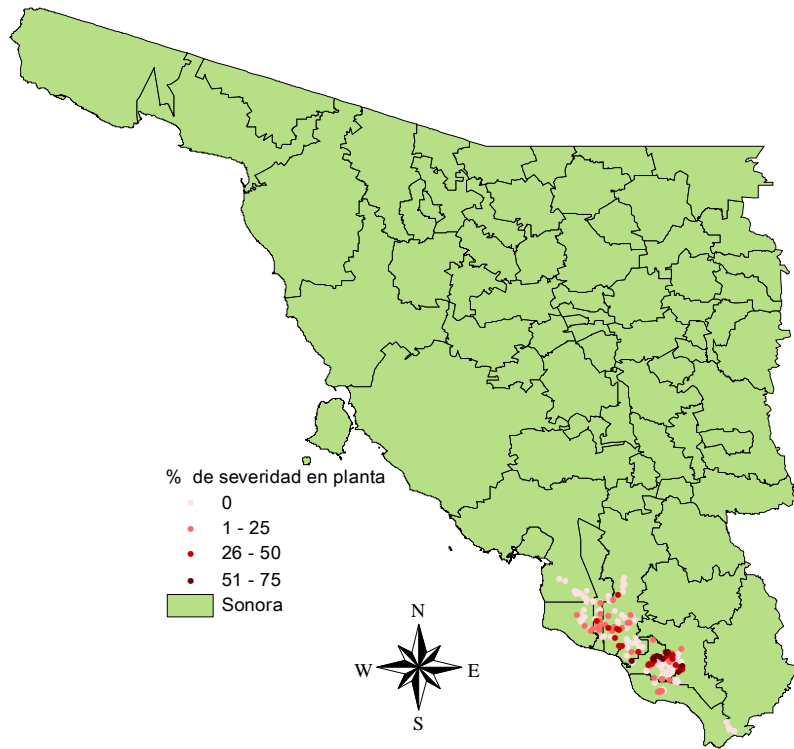 % de severidad en planta
0
1 - 25
26 - 50
51 - 75
Sonora
N
W
E
S